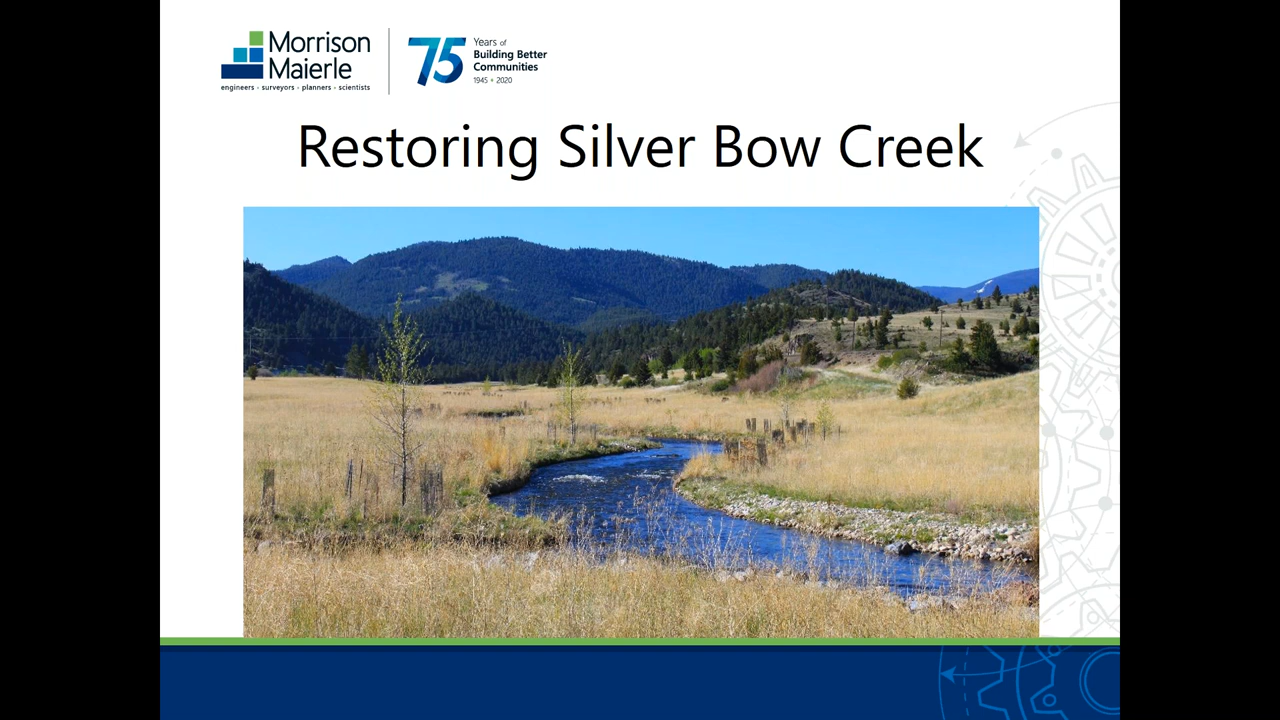 Morrison
Maierle
engineers · surveyors · planners · scientists
75
Years of
Building Better
Communities
1945 · 2020
Restoring Silver Bow Creek